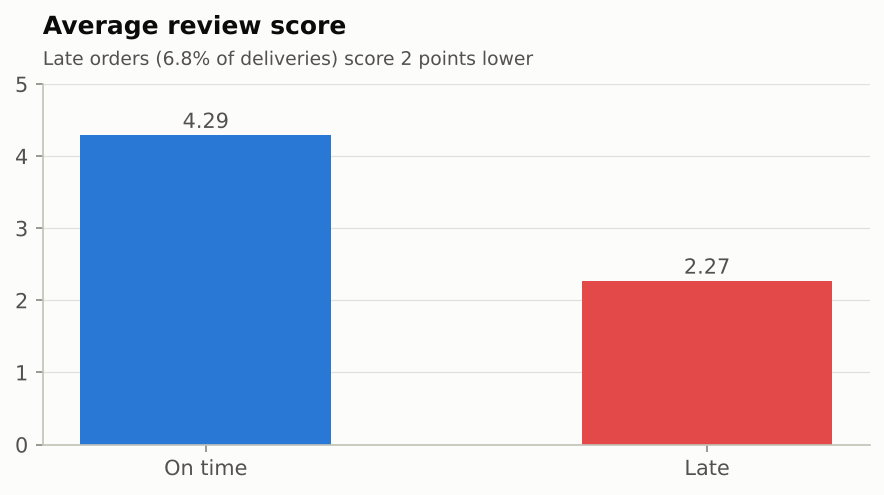 Average review score
Late orders (6.8% of deliveries) score 2 points lower
5
4.29
4
3
2.27
2
1
0
On time
Late